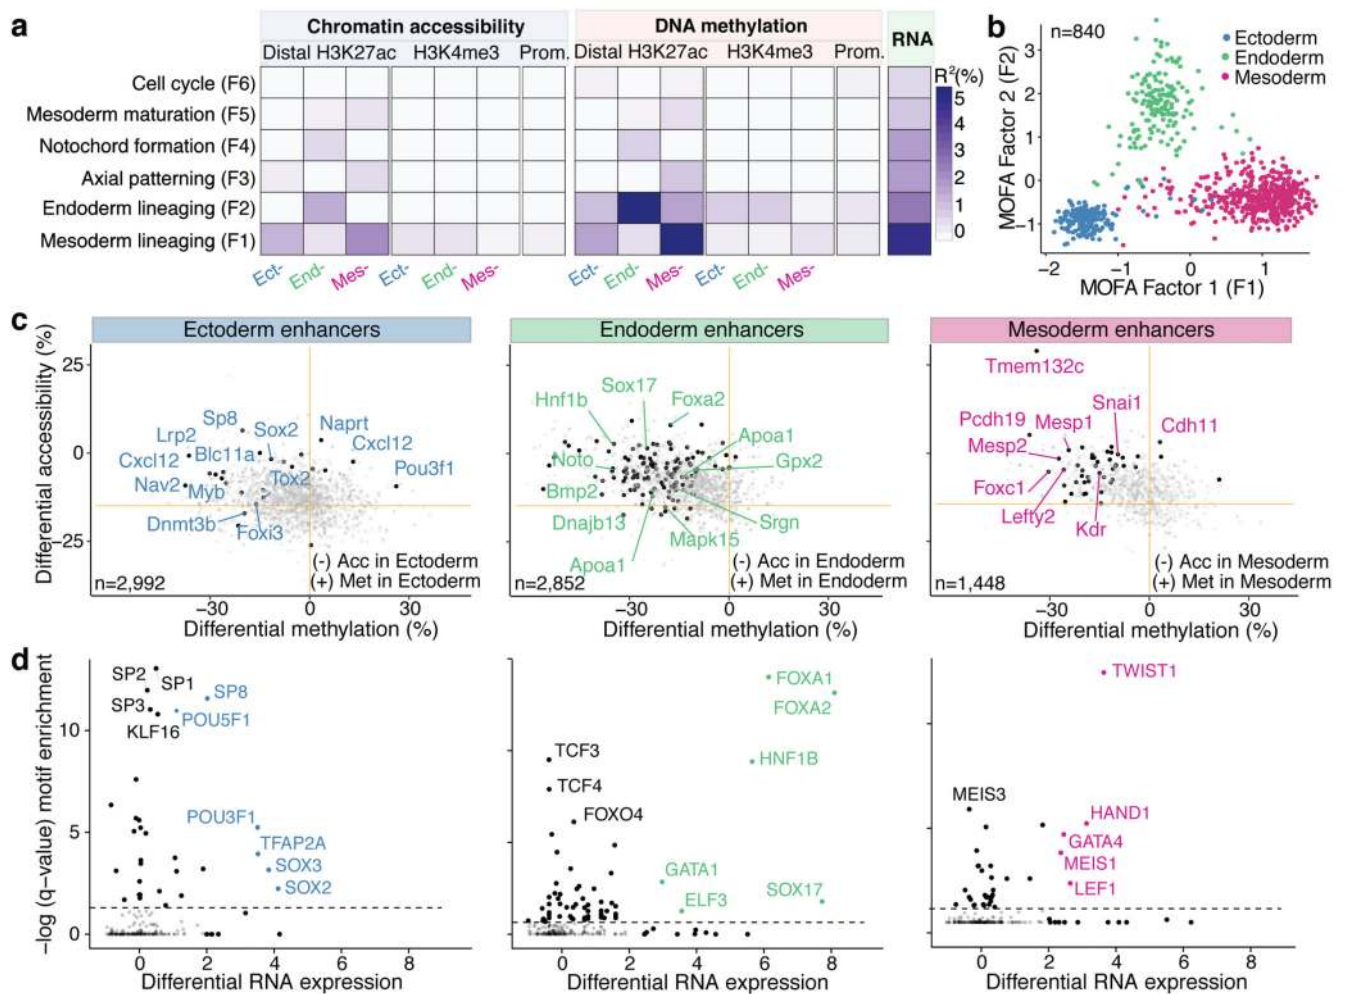 a
Chromatin accessibility
DNA methylation
RNA
Distal H3K27ac H3K4me3 Prom.
Distal H3K27ac H3K4me3 Prom.
R²(%)
Cell cycle (F6)
Mesoderm maturation (F5)
Notochord formation (F4)
Axial patterning (F3)
Endoderm lineaging (F2)
Mesoderm lineaging (F1)
5
4
3
2
1
0
Ect- End- Mes- Ect- End- Mes-
Ect- End- Mes- Ect- End- Mes-
b
n=840
Ectoderm
Endoderm
Mesoderm
MOFA Factor 2 (F2)
3
2
1
0
−1
−2 −1 0 1
MOFA Factor 1 (F1)
c
Ectoderm enhancers
Differential accessibility (%)
25
0
−25
Sp8
Naprt
Lrp2
Sox2
Cxcl12
Cxcl12
Blc11a
Pou3f1
Nav2
Myb
Tox2
Dnmt3b
Foxi3
(-) Acc in Ectoderm
(+) Met in Ectoderm
n=2,992
−30 0 30
Differential methylation (%)
Endoderm enhancers
Sox17
Hnf1b
Foxa2
Apoa1
Noto
Gpx2
Bmp2
Dnajb13
Srgn
Mapk15
Apoa1
(-) Acc in Endoderm
(+) Met in Endoderm
n=2,852
−30 0 30
Differential methylation (%)
Mesoderm enhancers
Tmem132c
Snai1
Pcdh19
Mesp1
Cdh11
Mesp2
Foxc1
Lefty2
Kdr
(-) Acc in Mesoderm
(+) Met in Mesoderm
n=1,448
−30 0 30
Differential methylation (%)
d
−log (q−value) motif enrichment
10
5
0
SP2
SP1
SP8
SP3
POU5F1
KLF16
POU3F1
TFAP2A
SOX3
SOX2
0 2 4 6 8
Differential RNA expression
FOXA1
FOXA2
TCF3
HNF1B
TCF4
FOXO4
GATA1
SOX17
ELF3
0 2 4 6 8
Differential RNA expression
TWIST1
MEIS3
HAND1
GATA4
MEIS1
LEF1
0 2 4 6 8
Differential RNA expression